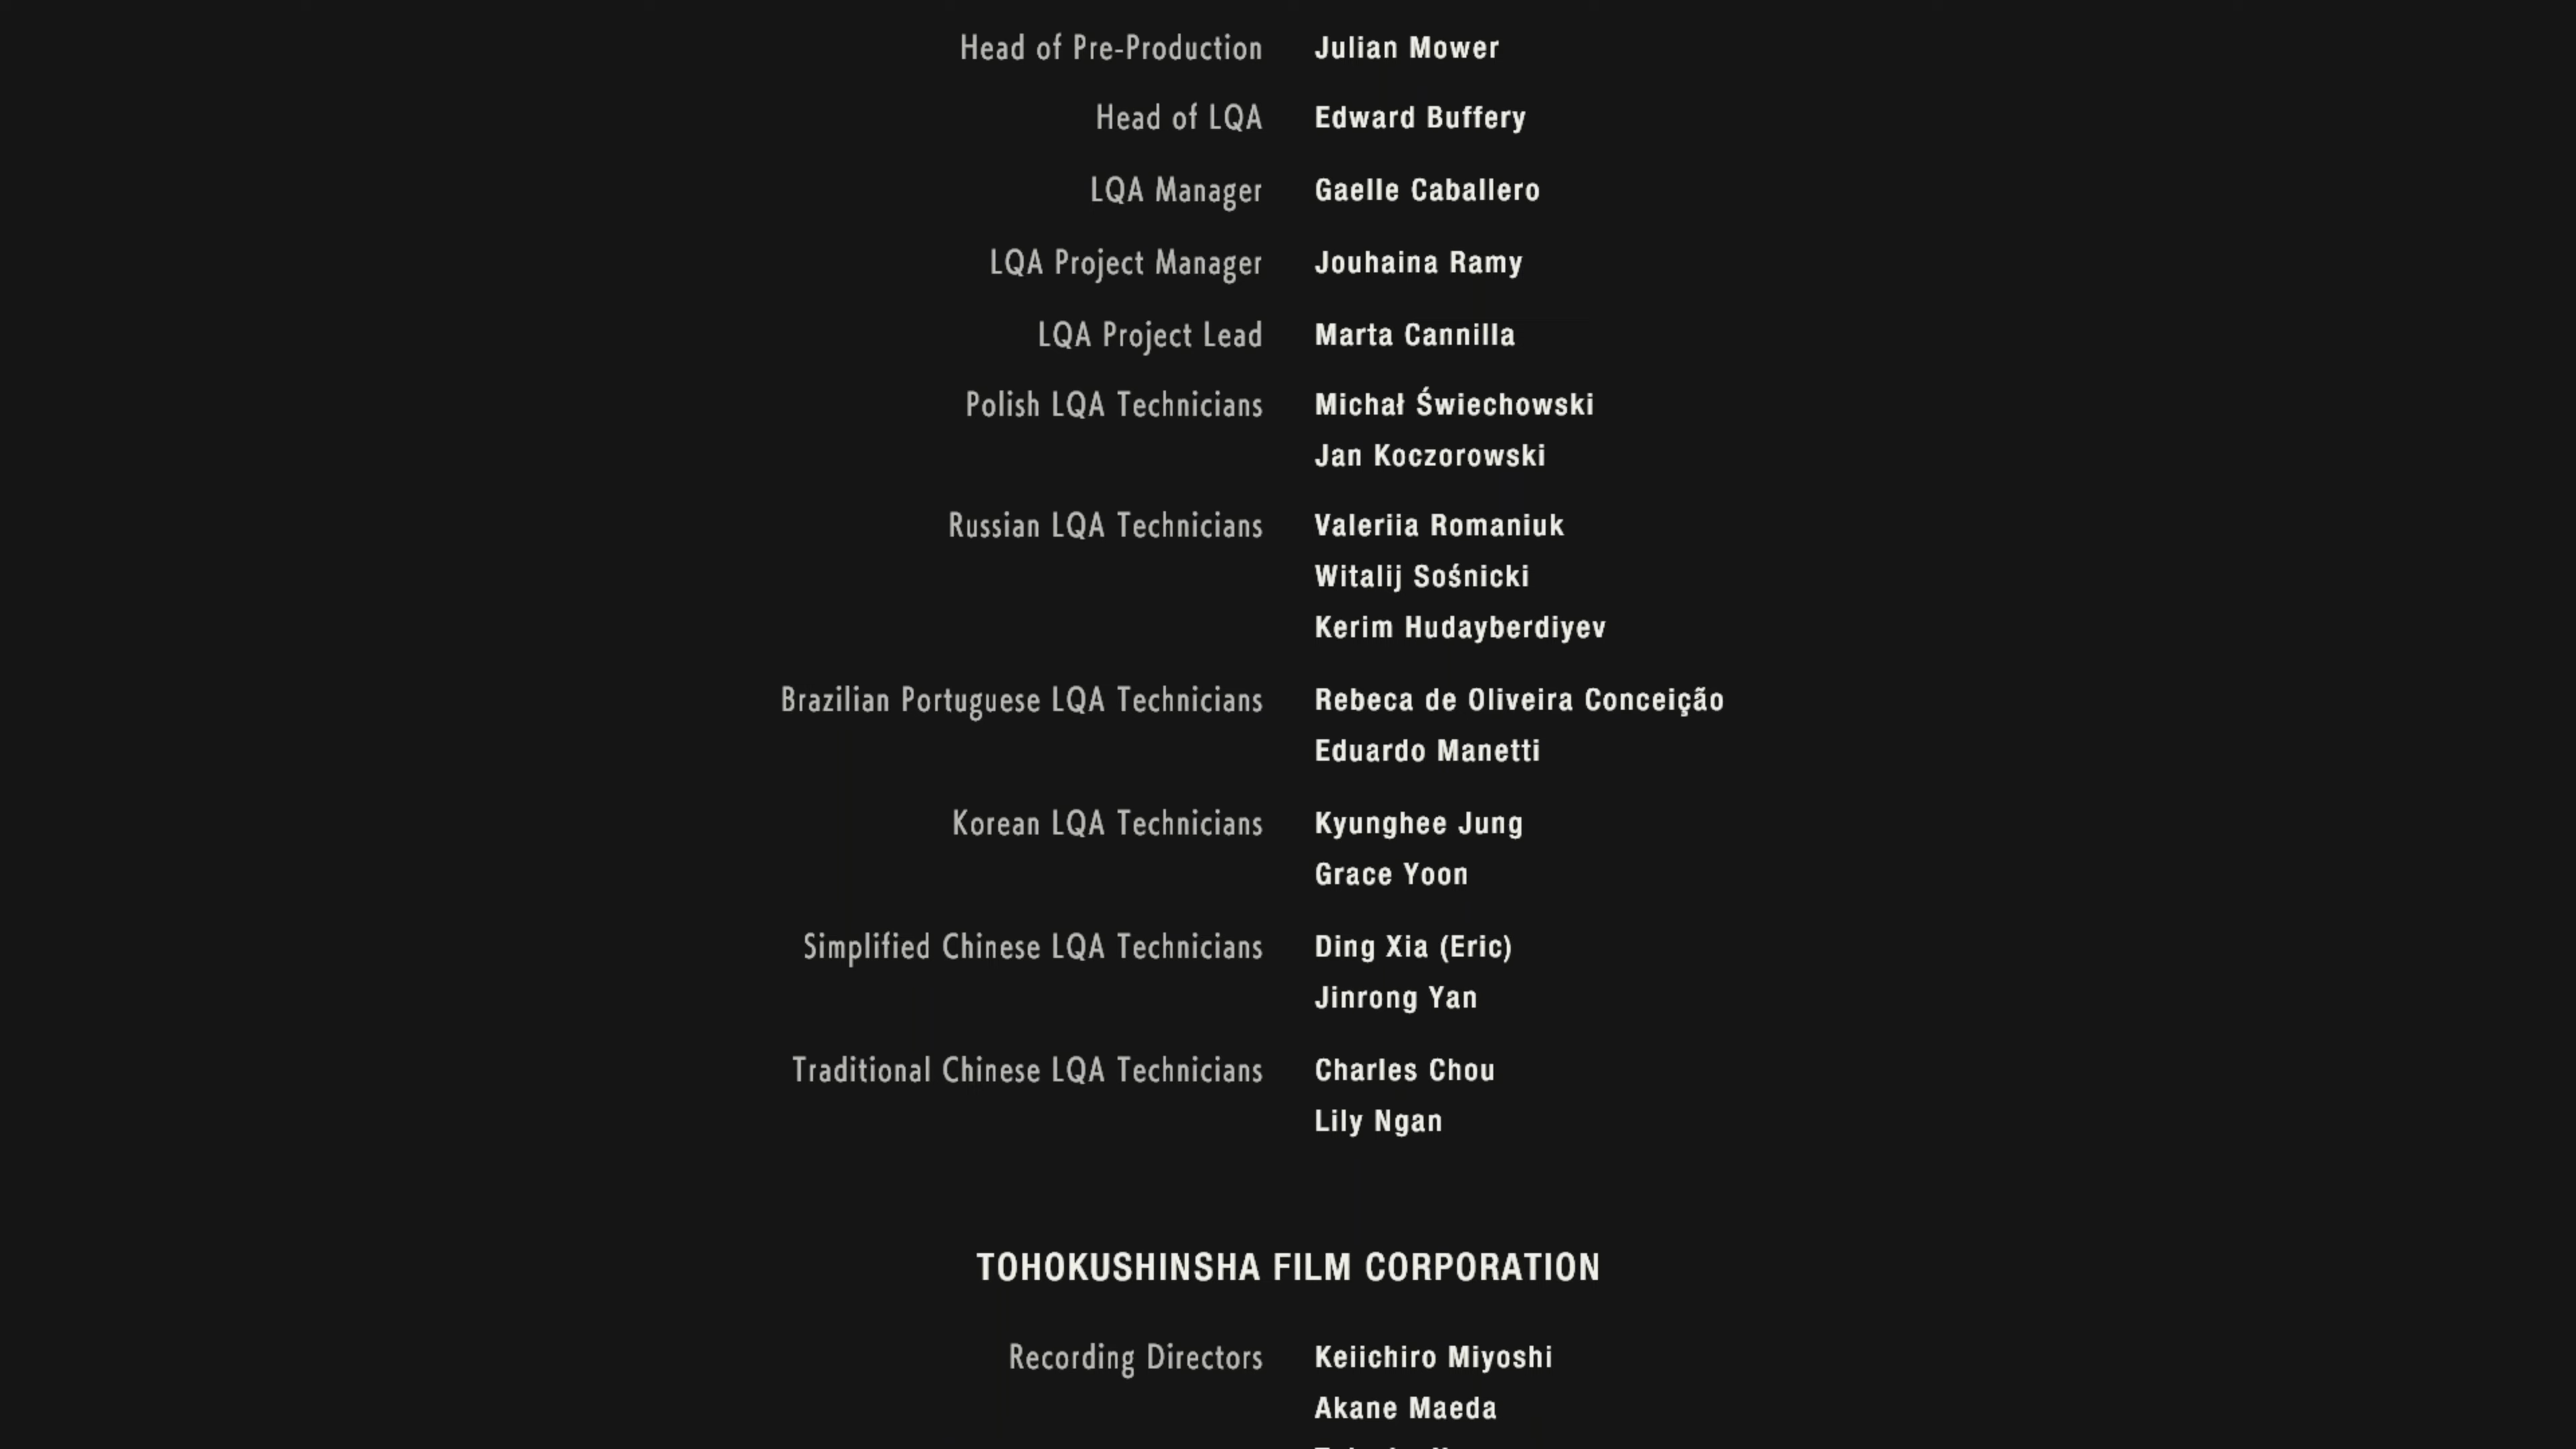 Head of Pre-Production Julian Mower
Head of LQA Edward Buffery
LQA Manager Gaelle Caballero
LQA Project Manager Jouhaina Ramy
LQA Project Lead Marta Cannilla
Polish LQA Technicians Michał Świechowski
Jan Koczorowski
Russian LQA Technicians Valeriia Romaniuk
Witalij Sośnicki
Kerim Hudayberdiyev
Brazilian Portuguese LQA Technicians Rebeca de Oliveira Conceição
Eduardo Manetti
Korean LQA Technicians Kyunghee Jung
Grace Yoon
Simplified Chinese LQA Technicians Ding Xia (Eric)
Jinrong Yan
Traditional Chinese LQA Technicians Charles Chou
Lily Ngan
TOHOKUSHINSHA FILM CORPORATION
Recording Directors Keiichiro Miyoshi
Akane Maeda